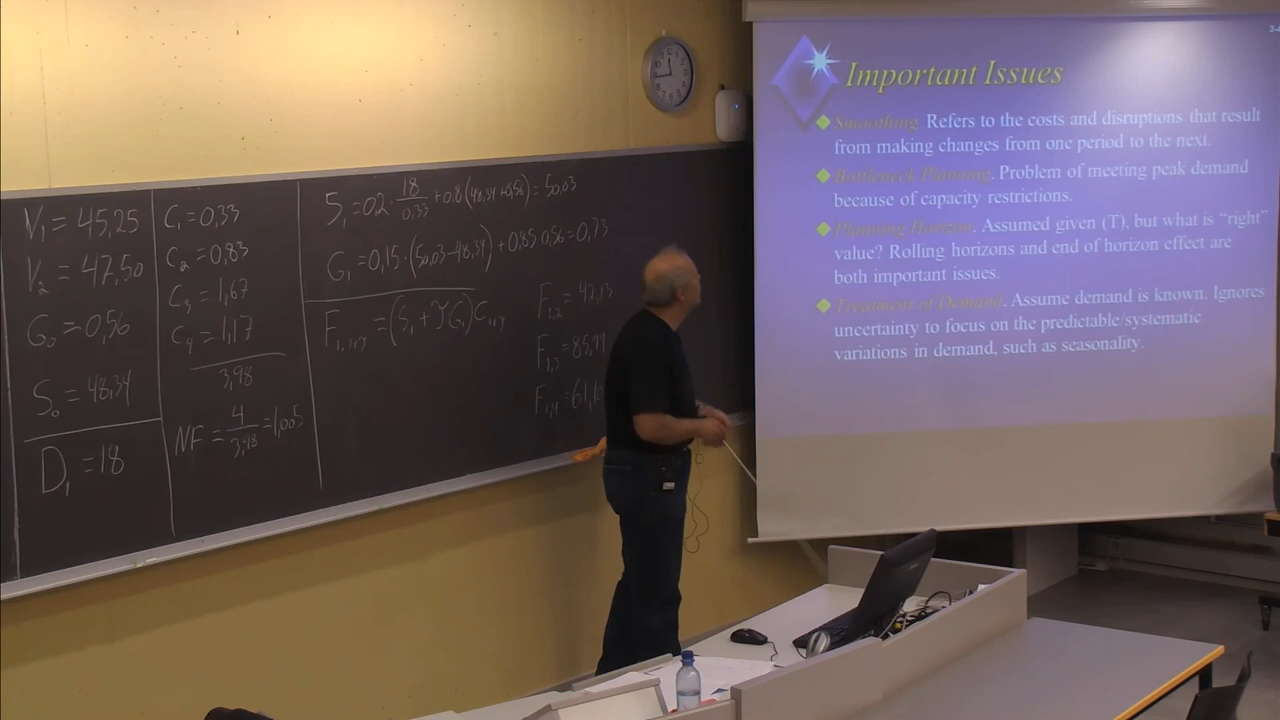 V₁ = 45,25
V₂ = 47,50
G₀ = 0,56
S₀ = 48,34
D₁ = 18
C₁ = 0,33
C₂ = 0,83
C₃ = 1,67
C₄ = 1,17
3,98
NF = 4/3,98 = 1,005
S₁ = 0,2 · 18/0,33 + 0,8 (48,34 + 0,56) = 50,03
G₁ = 0,15 · (50,03 - 48,34) + 0,85 · 0,56 = 0,73
F₁,₂ = 42,13
F₁,₃ = 85,91
F₁,₄ = 61,1
Important Issues
Smoothing. Refers to the costs and disruptions that result
from making changes from one period to the next.
Bottleneck Planning. Problem of meeting peak demand
because of capacity restrictions.
Planning Horizon. Assumed given (T), but what is “right”
value? Rolling horizons and end of horizon effect are
both important issues.
Treatment of Demand. Assume demand is known. Ignores
uncertainty to focus on the predictable/systematic
variations in demand, such as seasonality.